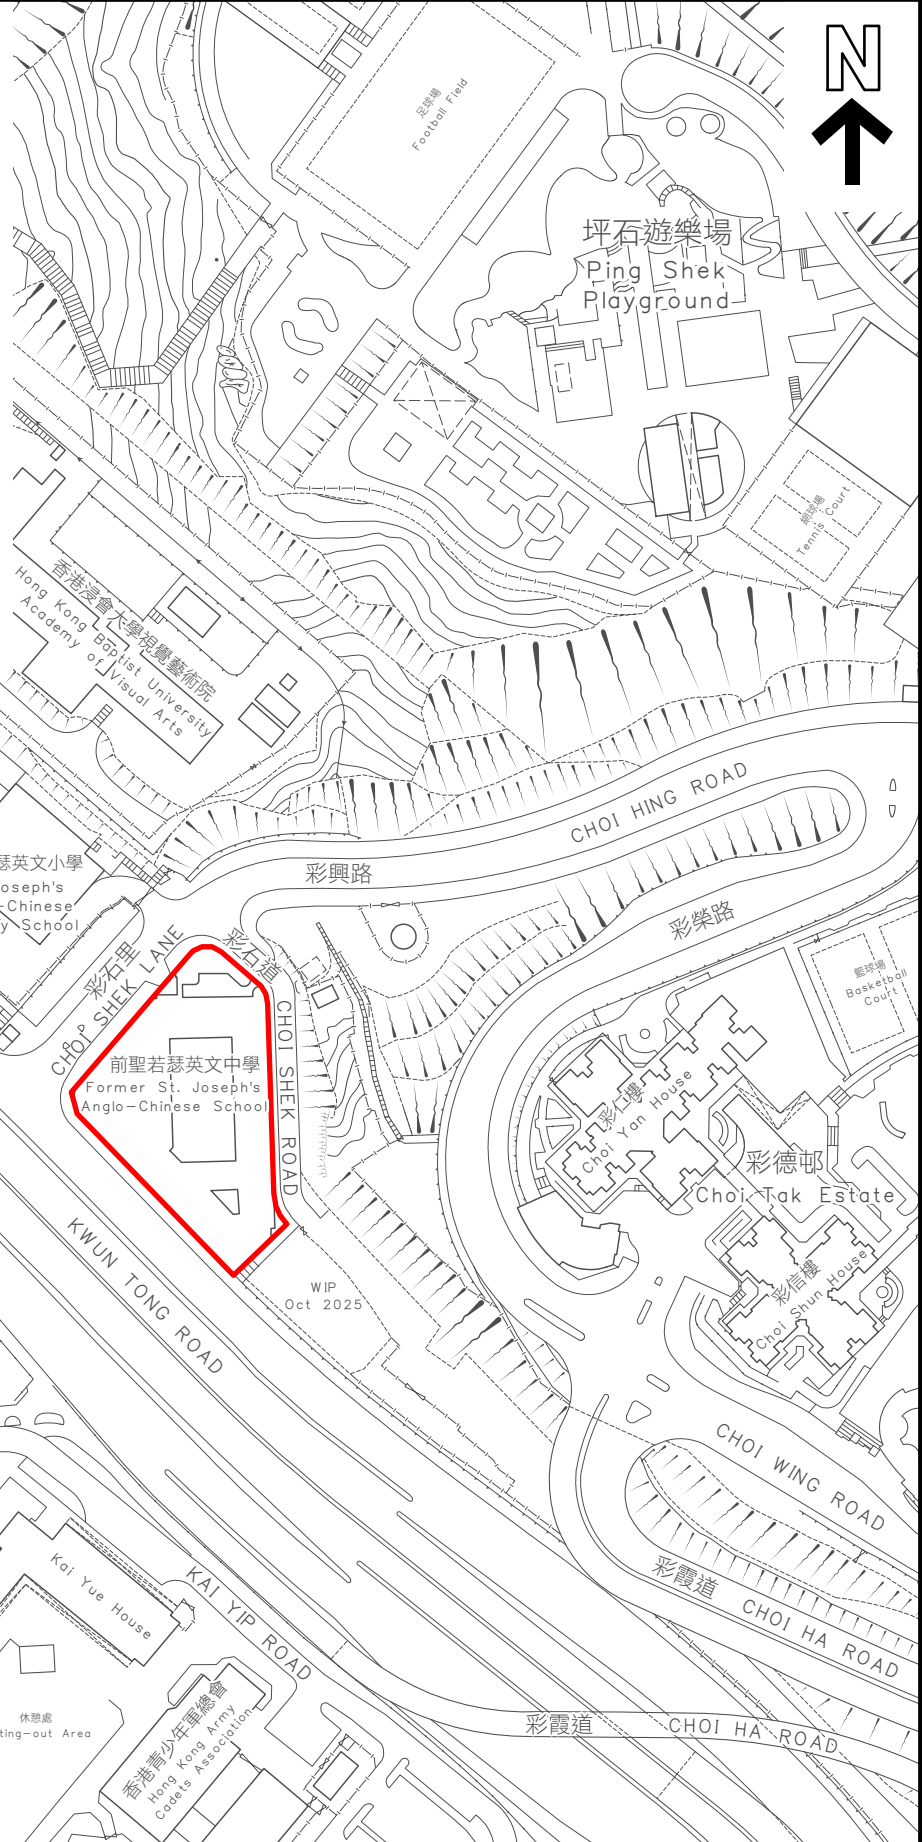 N
足球場
Football Field
坪石遊樂場
Ping Shek
Playground
網球場
Tennis Court
香港浸會大學視覺藝術院
Hong Kong Baptist University
Academy of Visual Arts
CHOI HING ROAD
彩興路
瑟英文小學
oseph's
-Chinese
y School
彩石里
CHOI SHEK LANE
彩石道
CHOI SHEK ROAD
彩榮路
籃球場
Basketball
Court
P
前聖若瑟英文中學
Former St. Joseph's
Anglo-Chinese School
彩仁樓
Choi Yan House
彩德邨
Choi Tak Estate
彩信樓
Choi Shun House
KWUN TONG ROAD
WIP
Oct 2025
CHOI WING ROAD
彩霞道
CHOI HA ROAD
Kai Yue House
KAI YIP ROAD
休憩處
ting-out Area
香港青少年軍總會
Hong Kong Army
Cadets Association
彩霞道
CHOI HA ROAD